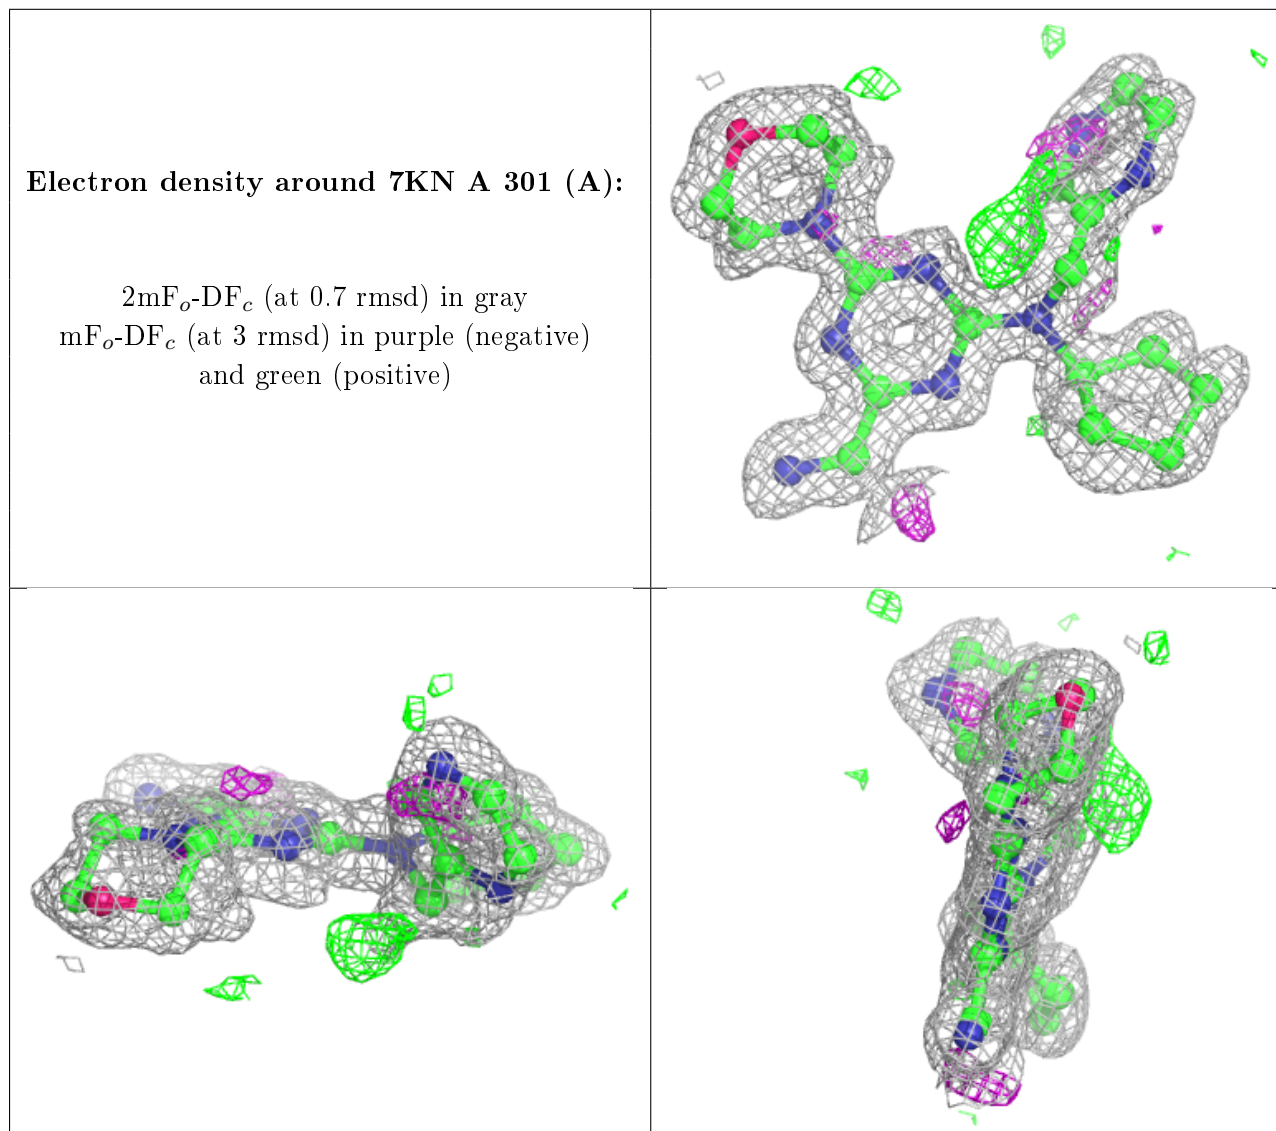 Electron density around 7KN A 301 (A):
2mFo-DFc (at 0.7 rmsd) in gray
mFo-DFc (at 3 rmsd) in purple (negative)
and green (positive)